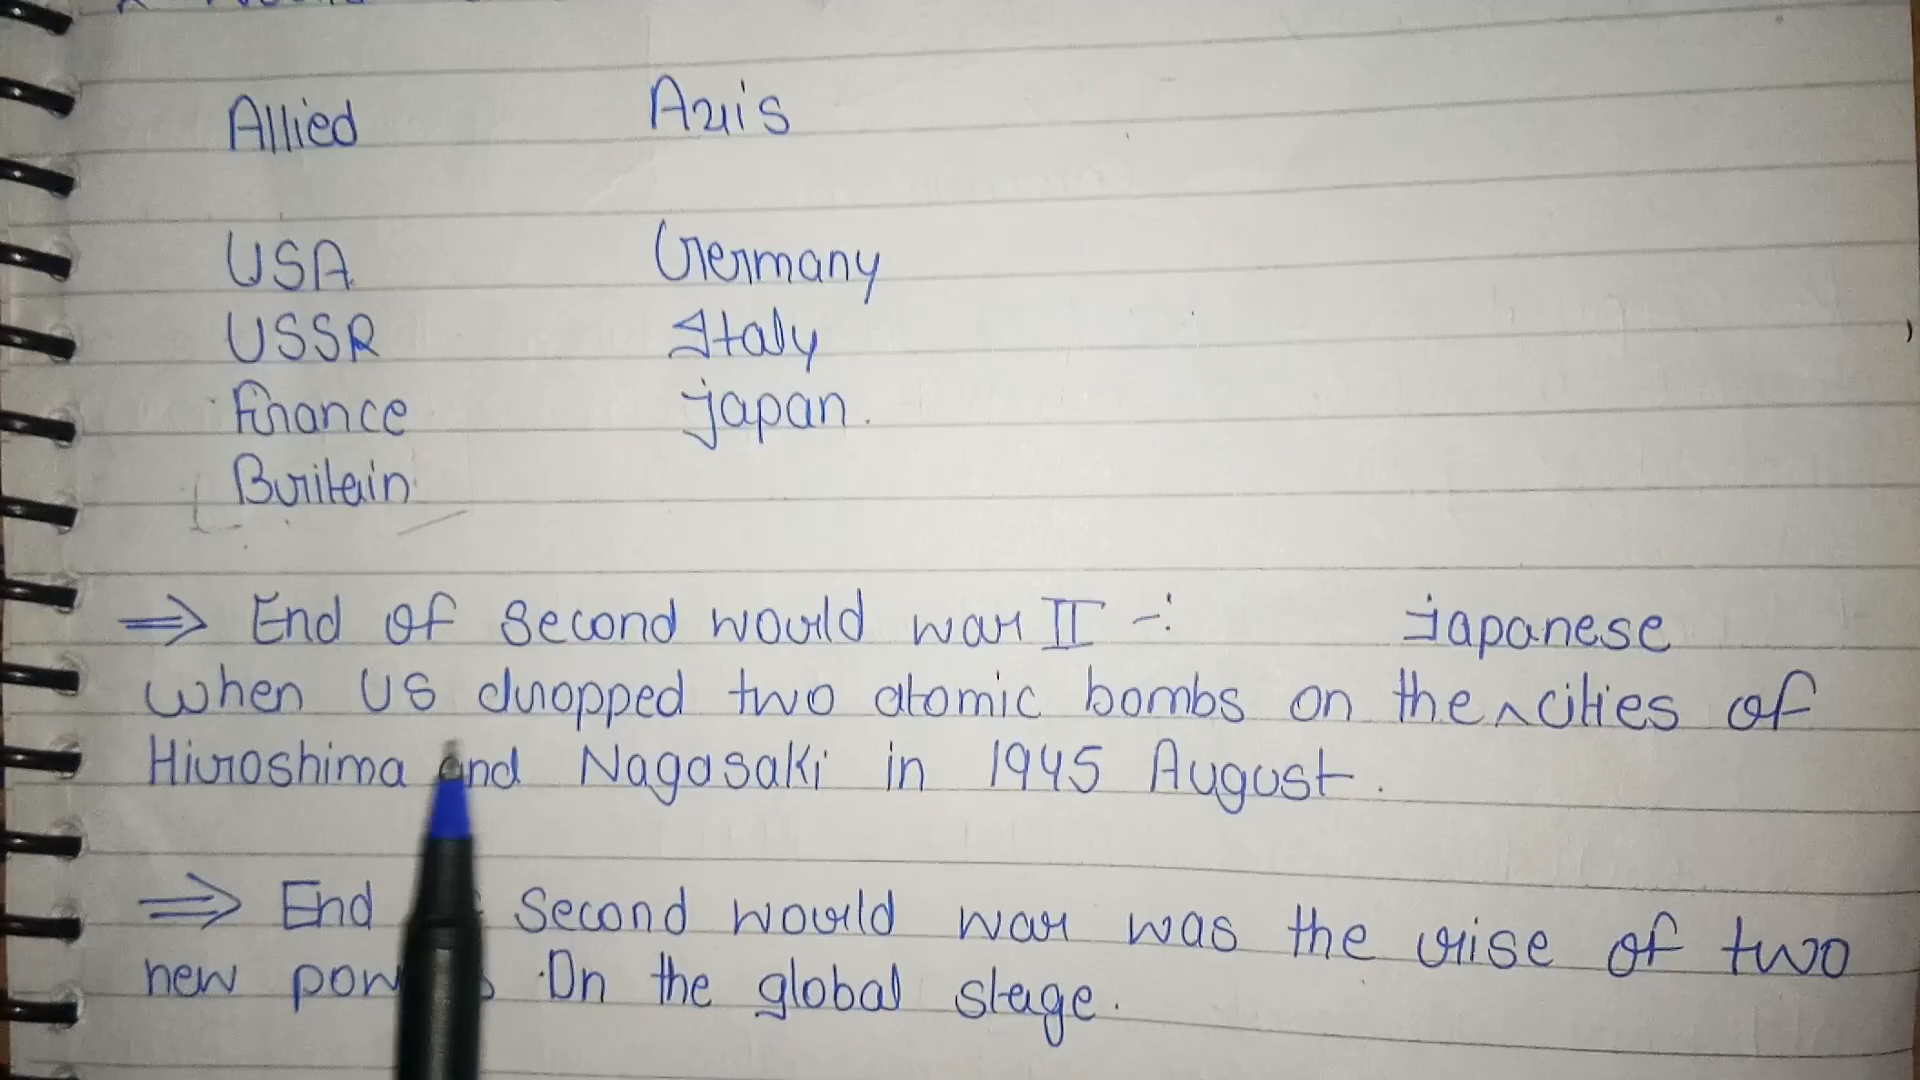 Allied Axis
USA Germany
USSR Italy
France japan.
Britain
⇒ End of second world war II -:
japanese
when US dropped two atomic bombs on the ^ cities of
Hiroshima and Nagasaki in 1945 August.
⇒ End Second world war was the rise of two
new On the global stage.